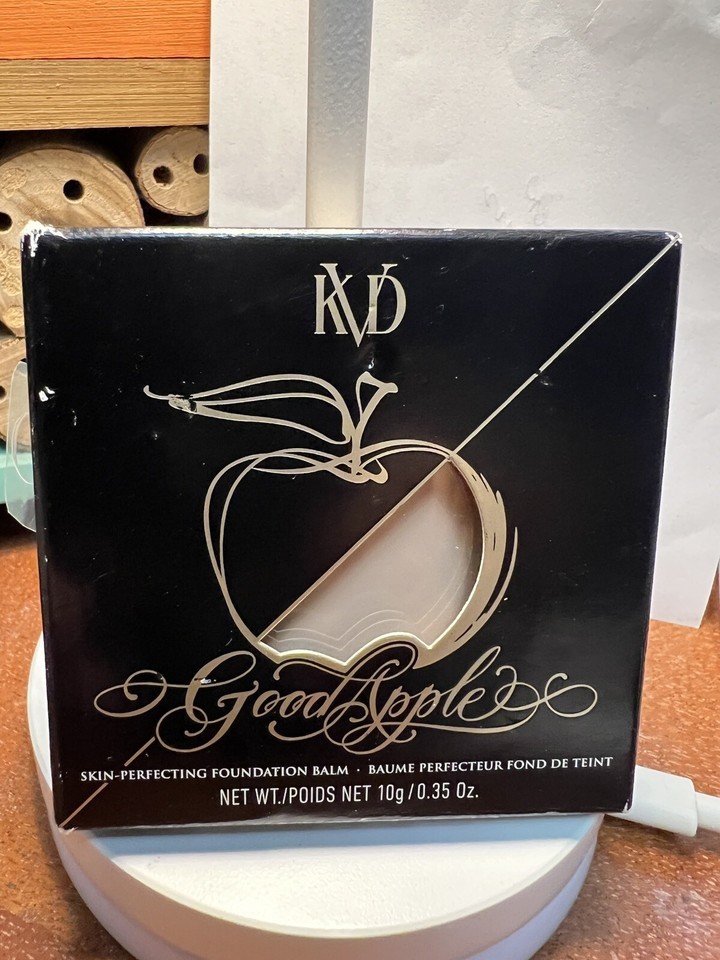 KVD
Good Apple
SKIN-PERFECTING FOUNDATION BALM · BAUME PERFECTEUR FOND DE TEINT
NET WT./POIDS NET 10g/0.35 Oz.